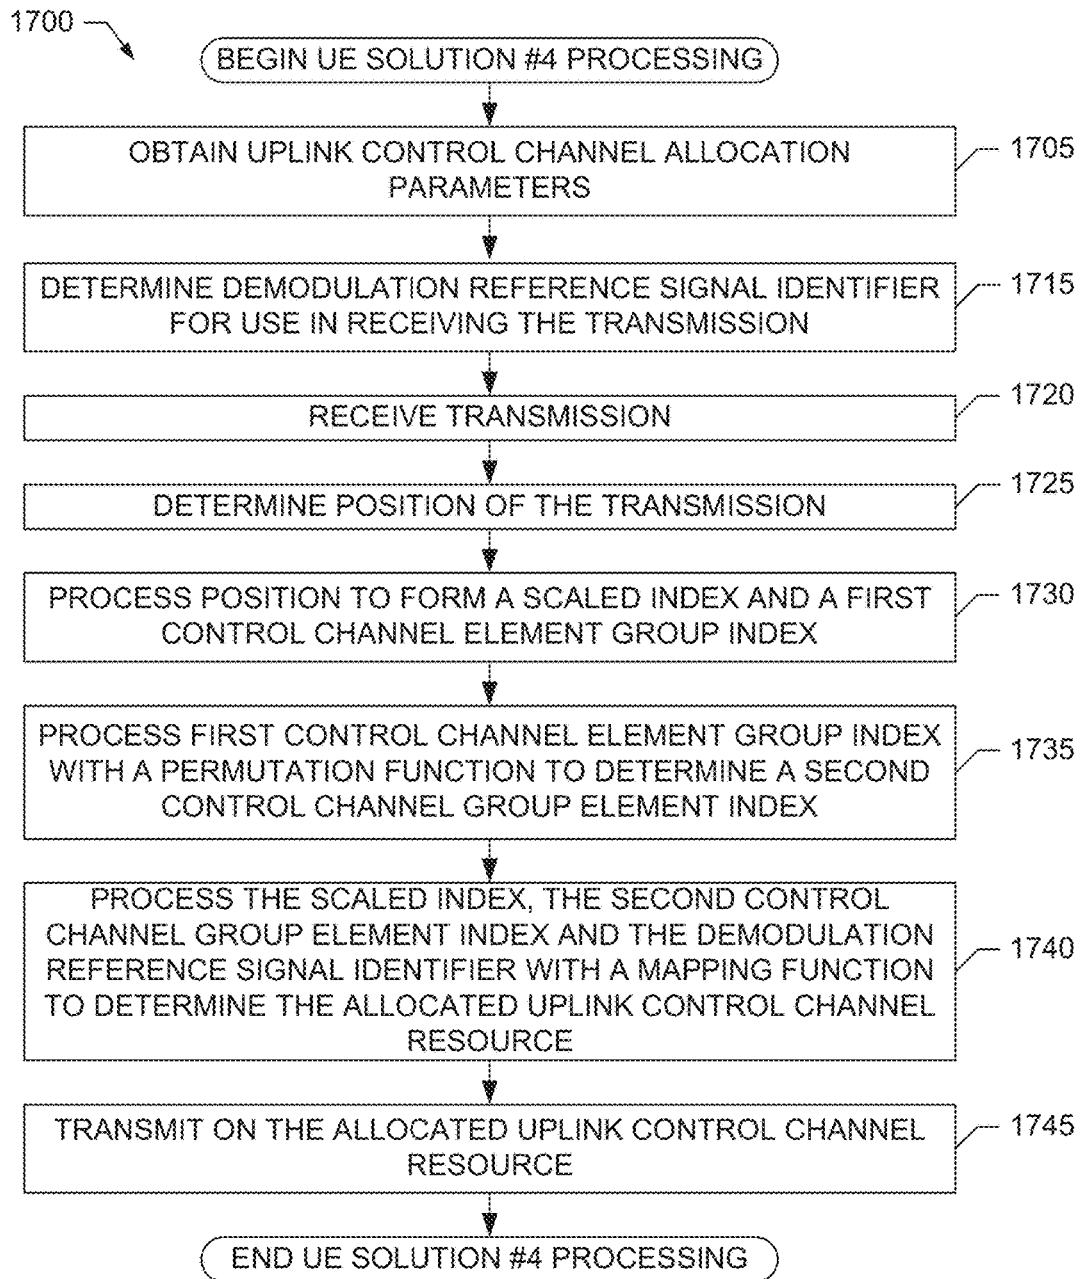 1700
BEGIN UE SOLUTION #4 PROCESSING
OBTAIN UPLINK CONTROL CHANNEL ALLOCATION
PARAMETERS
1705
DETERMINE DEMODULATION REFERENCE SIGNAL IDENTIFIER
FOR USE IN RECEIVING THE TRANSMISSION
1715
RECEIVE TRANSMISSION
1720
DETERMINE POSITION OF THE TRANSMISSION
1725
PROCESS POSITION TO FORM A SCALED INDEX AND A FIRST
CONTROL CHANNEL ELEMENT GROUP INDEX
1730
PROCESS FIRST CONTROL CHANNEL ELEMENT GROUP INDEX
WITH A PERMUTATION FUNCTION TO DETERMINE A SECOND
CONTROL CHANNEL GROUP ELEMENT INDEX
1735
PROCESS THE SCALED INDEX, THE SECOND CONTROL
CHANNEL GROUP ELEMENT INDEX AND THE DEMODULATION
REFERENCE SIGNAL IDENTIFIER WITH A MAPPING FUNCTION
TO DETERMINE THE ALLOCATED UPLINK CONTROL CHANNEL
RESOURCE
1740
TRANSMIT ON THE ALLOCATED UPLINK CONTROL CHANNEL
RESOURCE
1745
END UE SOLUTION #4 PROCESSING